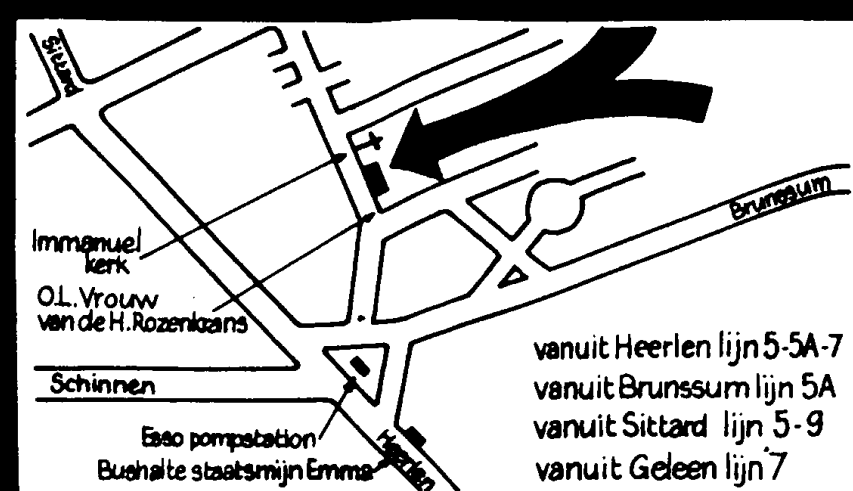 Sittard
Brunssum
Immanuel
kerk
O.L. Vrouw
van de H. Rozenkrans
Schinnen
Esso pompstation
Bushalte staatsmijn Emma
Heerlen
vanuit Heerlen lijn 5-5A-7
vanuit Brunssum lijn 5A
vanuit Sittard lijn 5-9
vanuit Geleen lijn 7